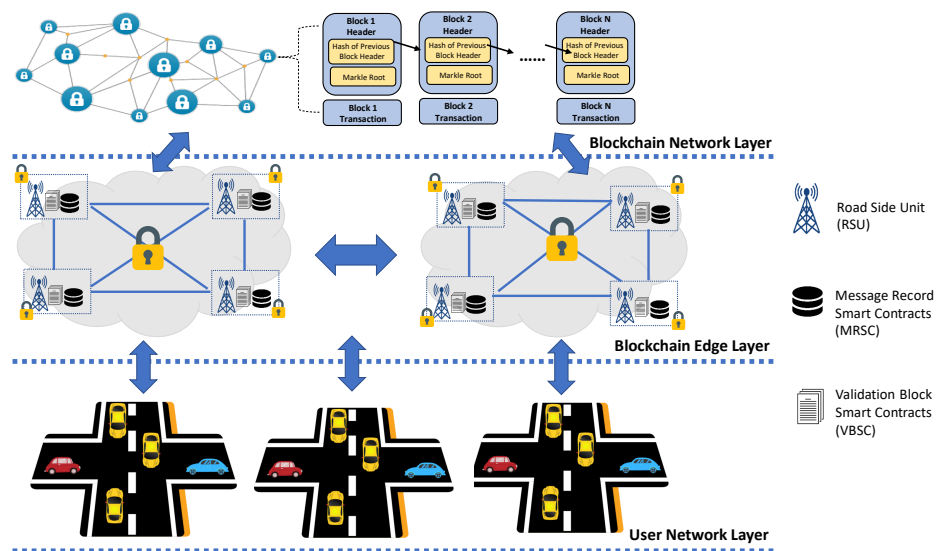 Block 1
Header
Hash of Previous
Block Header
Markle Root
Block 1
Transaction
Block 2
Header
Hash of Previous
Block Header
Markle Root
Block 2
Transaction
......
Block N
Header
Hash of Previous
Block Header
Markle Root
Block N
Transaction
Blockchain Network Layer
Road Side Unit
(RSU)
Message Record
Smart Contracts
(MRSC)
Blockchain Edge Layer
Validation Block
Smart Contracts
(VBSC)
User Network Layer